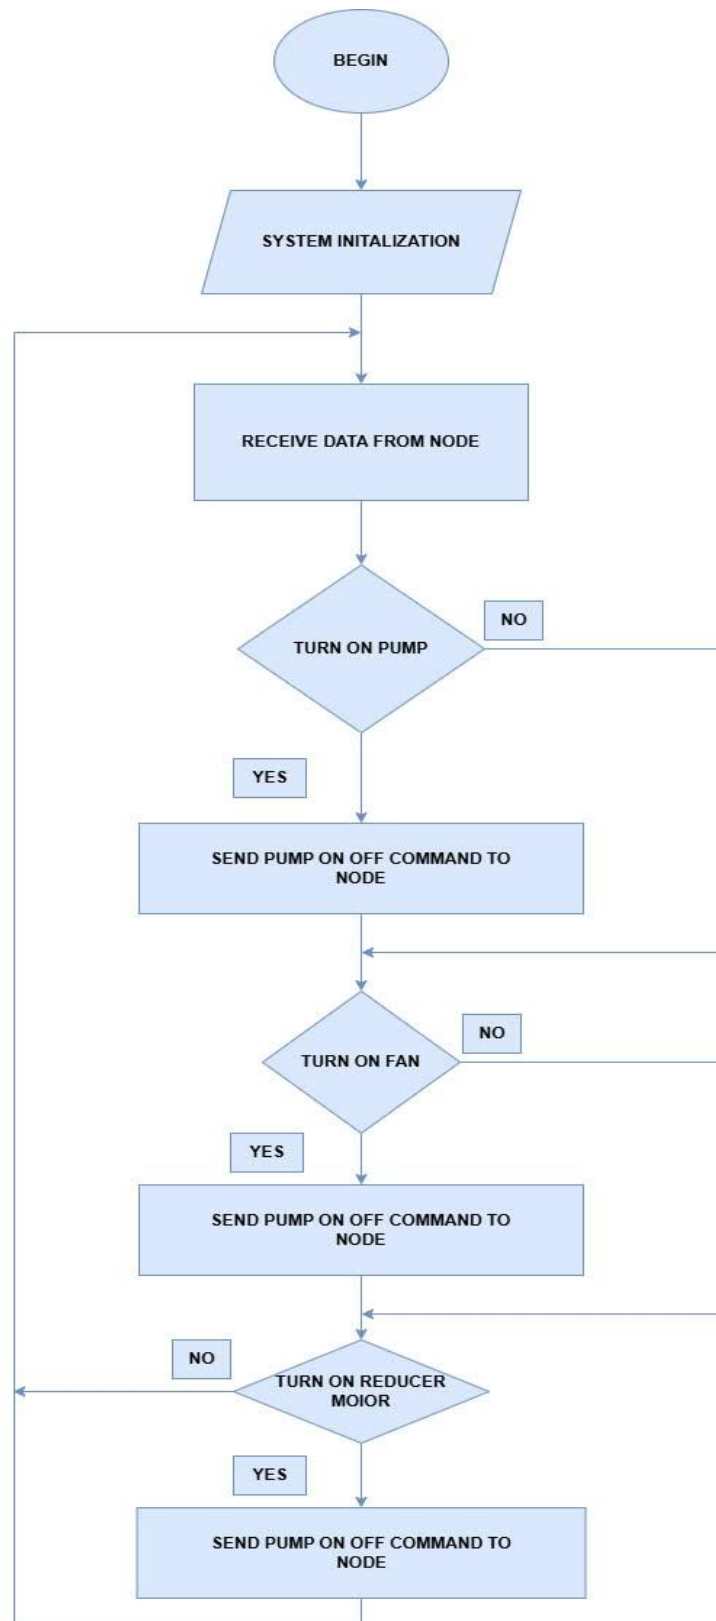 BEGIN
SYSTEM INITALIZATION
RECEIVE DATA FROM NODE
TURN ON PUMP
NO
YES
SEND PUMP ON OFF COMMAND TO
NODE
TURN ON FAN
NO
YES
SEND PUMP ON OFF COMMAND TO
NODE
NO
TURN ON REDUCER
MOIOR
YES
SEND PUMP ON OFF COMMAND TO
NODE